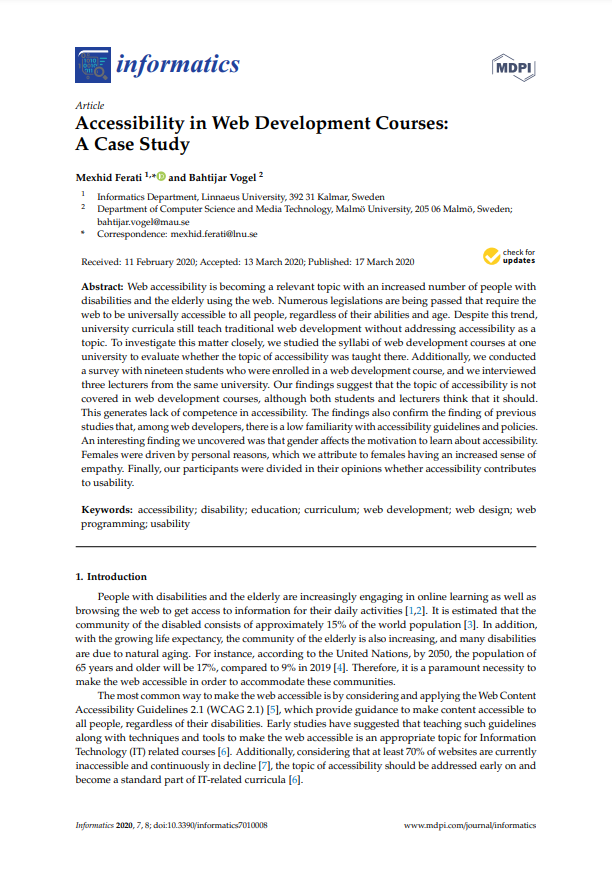 informatics
MDPI
Article
Accessibility in Web Development Courses:
A Case Study
Mexhid Ferati 1,* and Bahtijar Vogel 2
1 Informatics Department, Linnaeus University, 392 31 Kalmar, Sweden
2 Department of Computer Science and Media Technology, Malmö University, 205 06 Malmö, Sweden;
bahtijar.vogel@mau.se
* Correspondence: mexhid.ferati@lnu.se
Received: 11 February 2020; Accepted: 13 March 2020; Published: 17 March 2020
check for
updates
Abstract: Web accessibility is becoming a relevant topic with an increased number of people with
disabilities and the elderly using the web. Numerous legislations are being passed that require the
web to be universally accessible to all people, regardless of their abilities and age. Despite this trend,
university curricula still teach traditional web development without addressing accessibility as a
topic. To investigate this matter closely, we studied the syllabi of web development courses at one
university to evaluate whether the topic of accessibility was taught there. Additionally, we conducted
a survey with nineteen students who were enrolled in a web development course, and we interviewed
three lecturers from the same university. Our findings suggest that the topic of accessibility is not
covered in web development courses, although both students and lecturers think that it should.
This generates lack of competence in accessibility. The findings also confirm the finding of previous
studies that, among web developers, there is a low familiarity with accessibility guidelines and policies.
An interesting finding we uncovered was that gender affects the motivation to learn about accessibility.
Females were driven by personal reasons, which we attribute to females having an increased sense of
empathy. Finally, our participants were divided in their opinions whether accessibility contributes
to usability.
Keywords: accessibility; disability; education; curriculum; web development; web design; web
programming; usability
1. Introduction
People with disabilities and the elderly are increasingly engaging in online learning as well as
browsing the web to get access to information for their daily activities [1,2]. It is estimated that the
community of the disabled consists of approximately 15% of the world population [3]. In addition,
with the growing life expectancy, the community of the elderly is also increasing, and many disabilities
are due to natural aging. For instance, according to the United Nations, by 2050, the population of
65 years and older will be 17%, compared to 9% in 2019 [4]. Therefore, it is a paramount necessity to
make the web accessible in order to accommodate these communities.
The most common way to make the web accessible is by considering and applying the Web Content
Accessibility Guidelines 2.1 (WCAG 2.1) [5], which provide guidance to make content accessible to
all people, regardless of their disabilities. Early studies have suggested that teaching such guidelines
along with techniques and tools to make the web accessible is an appropriate topic for Information
Technology (IT) related courses [6]. Additionally, considering that at least 70% of websites are currently
inaccessible and continuously in decline [7], the topic of accessibility should be addressed early on and
become a standard part of IT-related curricula [6].
Informatics 2020, 7, 8; doi:10.3390/informatics7010008
www.mdpi.com/journal/informatics